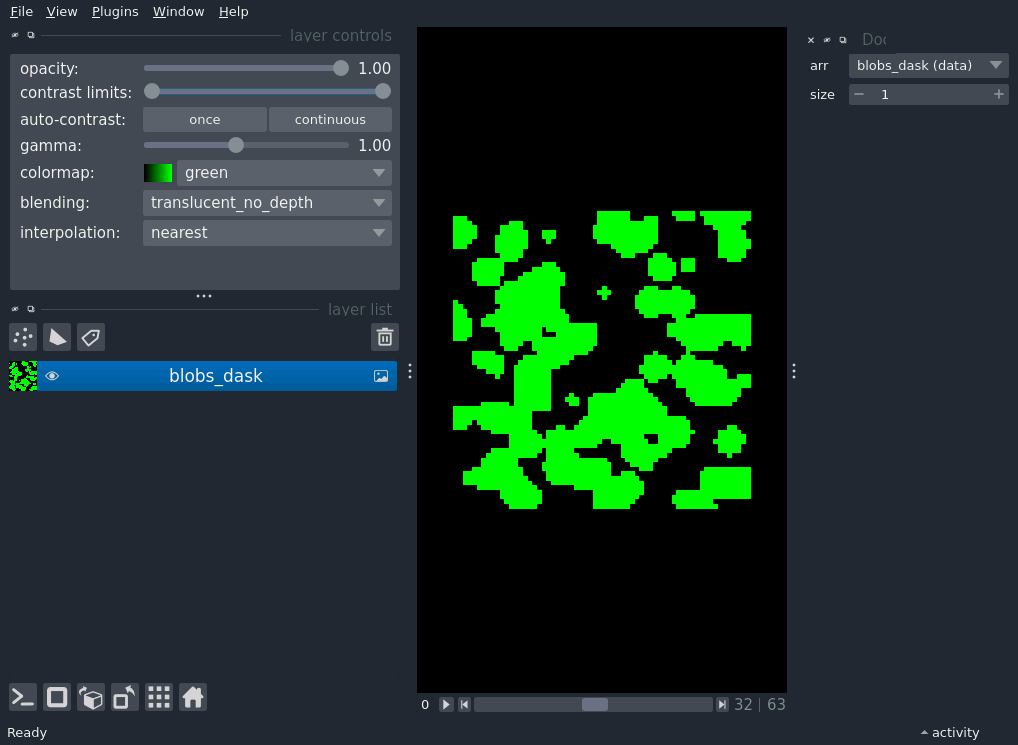 File View Plugins Window Help
layer controls
opacity: 1.00
contrast limits:
auto-contrast: once continuous
gamma: 1.00
colormap: green
blending: translucent_no_depth
interpolation: nearest
layer list
blobs_dask
0 32 | 63
Ready
arr blobs_dask (data)
size 1
activity